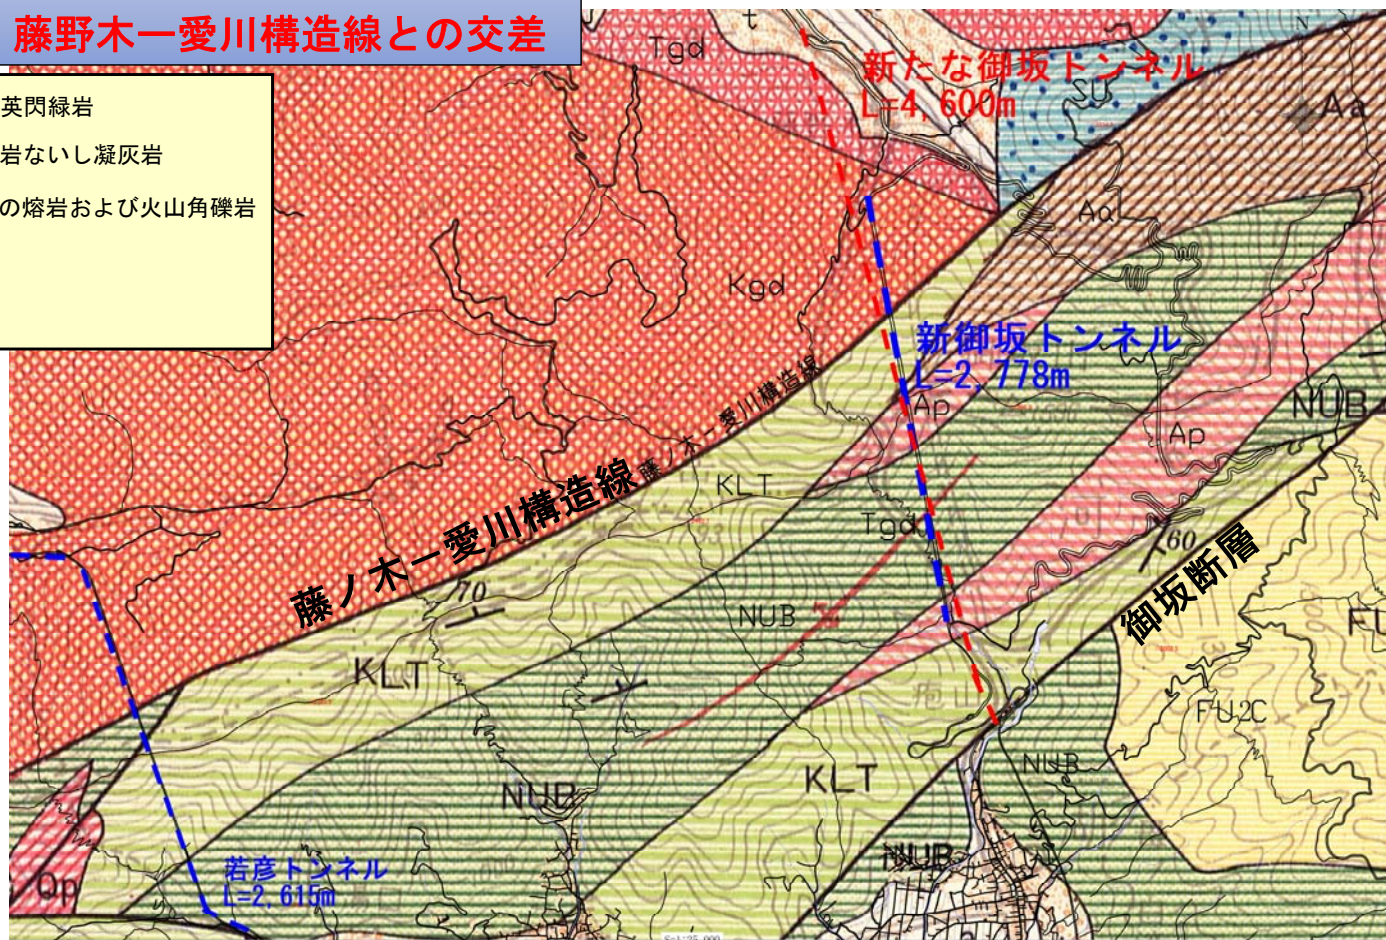 藤野木一愛川構造線との交差
英閃緑岩
岩ないし凝灰岩
の熔岩および火山角礫岩
Tgd
t
N
新たな御坂トンネル
L=4,600m
SU
Aa
Aa
Kgd
新御坂トンネル
L=2,778m
藤ノ木ー愛川構造線
Ap
NUB
Ap
藤ノ木ー愛川構造線
KLT
Tgd
60
御坂断層
70
NUB
KLT
FU2C
NUB
KLT
NUB
NUB
若彦トンネル
L=2,615m
Qp